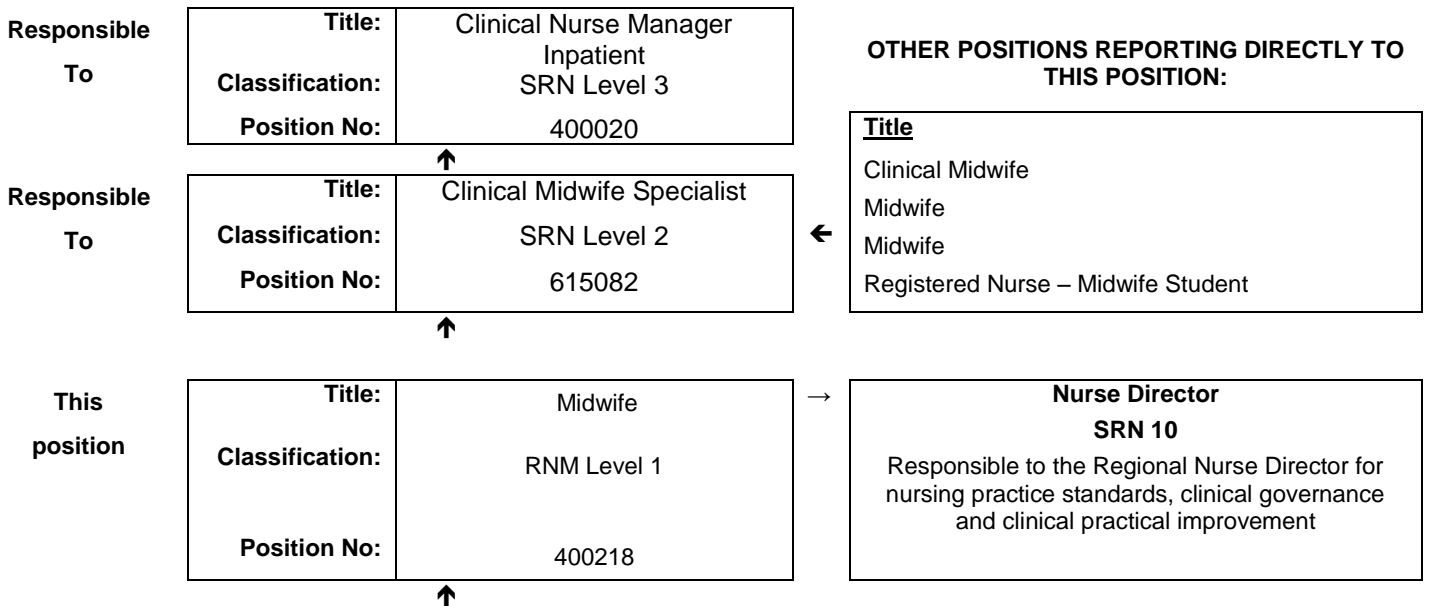 Responsible
To
Title:
Clinical Nurse Manager
Inpatient
Classification:
SRN Level 3
Position No:
400020
OTHER POSITIONS REPORTING DIRECTLY TO
THIS POSITION:
Responsible
To
Title:
Clinical Midwife Specialist
Classification:
SRN Level 2
Position No:
615082
Title
Clinical Midwife
Midwife
Midwife
Registered Nurse – Midwife Student
This
position
Title:
Midwife
Classification:
RNM Level 1
Position No:
400218
Nurse Director
SRN 10
Responsible to the Regional Nurse Director for
nursing practice standards, clinical governance
and clinical practical improvement